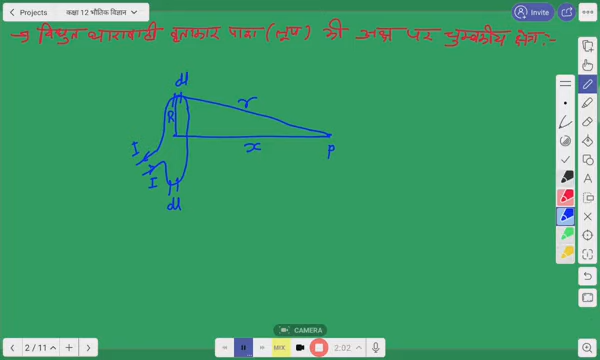 Projects
कक्षा 12 भौतिक विज्ञान
Invite
→ विधुत धारावाही वृत्ताकार पाश (लूप) की अक्ष पर चुम्बकीय क्षेत्र:-
dl
R
r
I
x
P
I
dl
CAMERA
2 / 11
MIX.
2:02